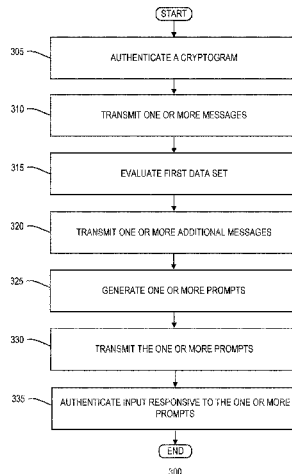 START
305
AUTHENTICATE A CRYPTOGRAM
310
TRANSMIT ONE OR MORE MESSAGES
315
EVALUATE FIRST DATA SET
320
TRANSMIT ONE OR MORE ADDITIONAL MESSAGES
325
GENERATE ONE OR MORE PROMPTS
330
TRANSMIT THE ONE OR MORE PROMPTS
335
AUTHENTICATE INPUT RESPONSIVE TO THE ONE OR MORE
PROMPTS
END
300